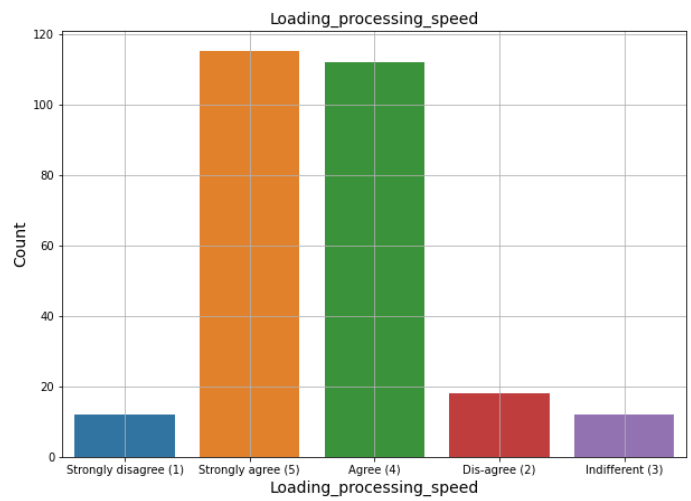 Loading_processing_speed
120
100
80
60
40
20
0
Count
Strongly disagree (1) Strongly agree (5) Agree (4) Dis-agree (2) Indifferent (3)
Loading_processing_speed